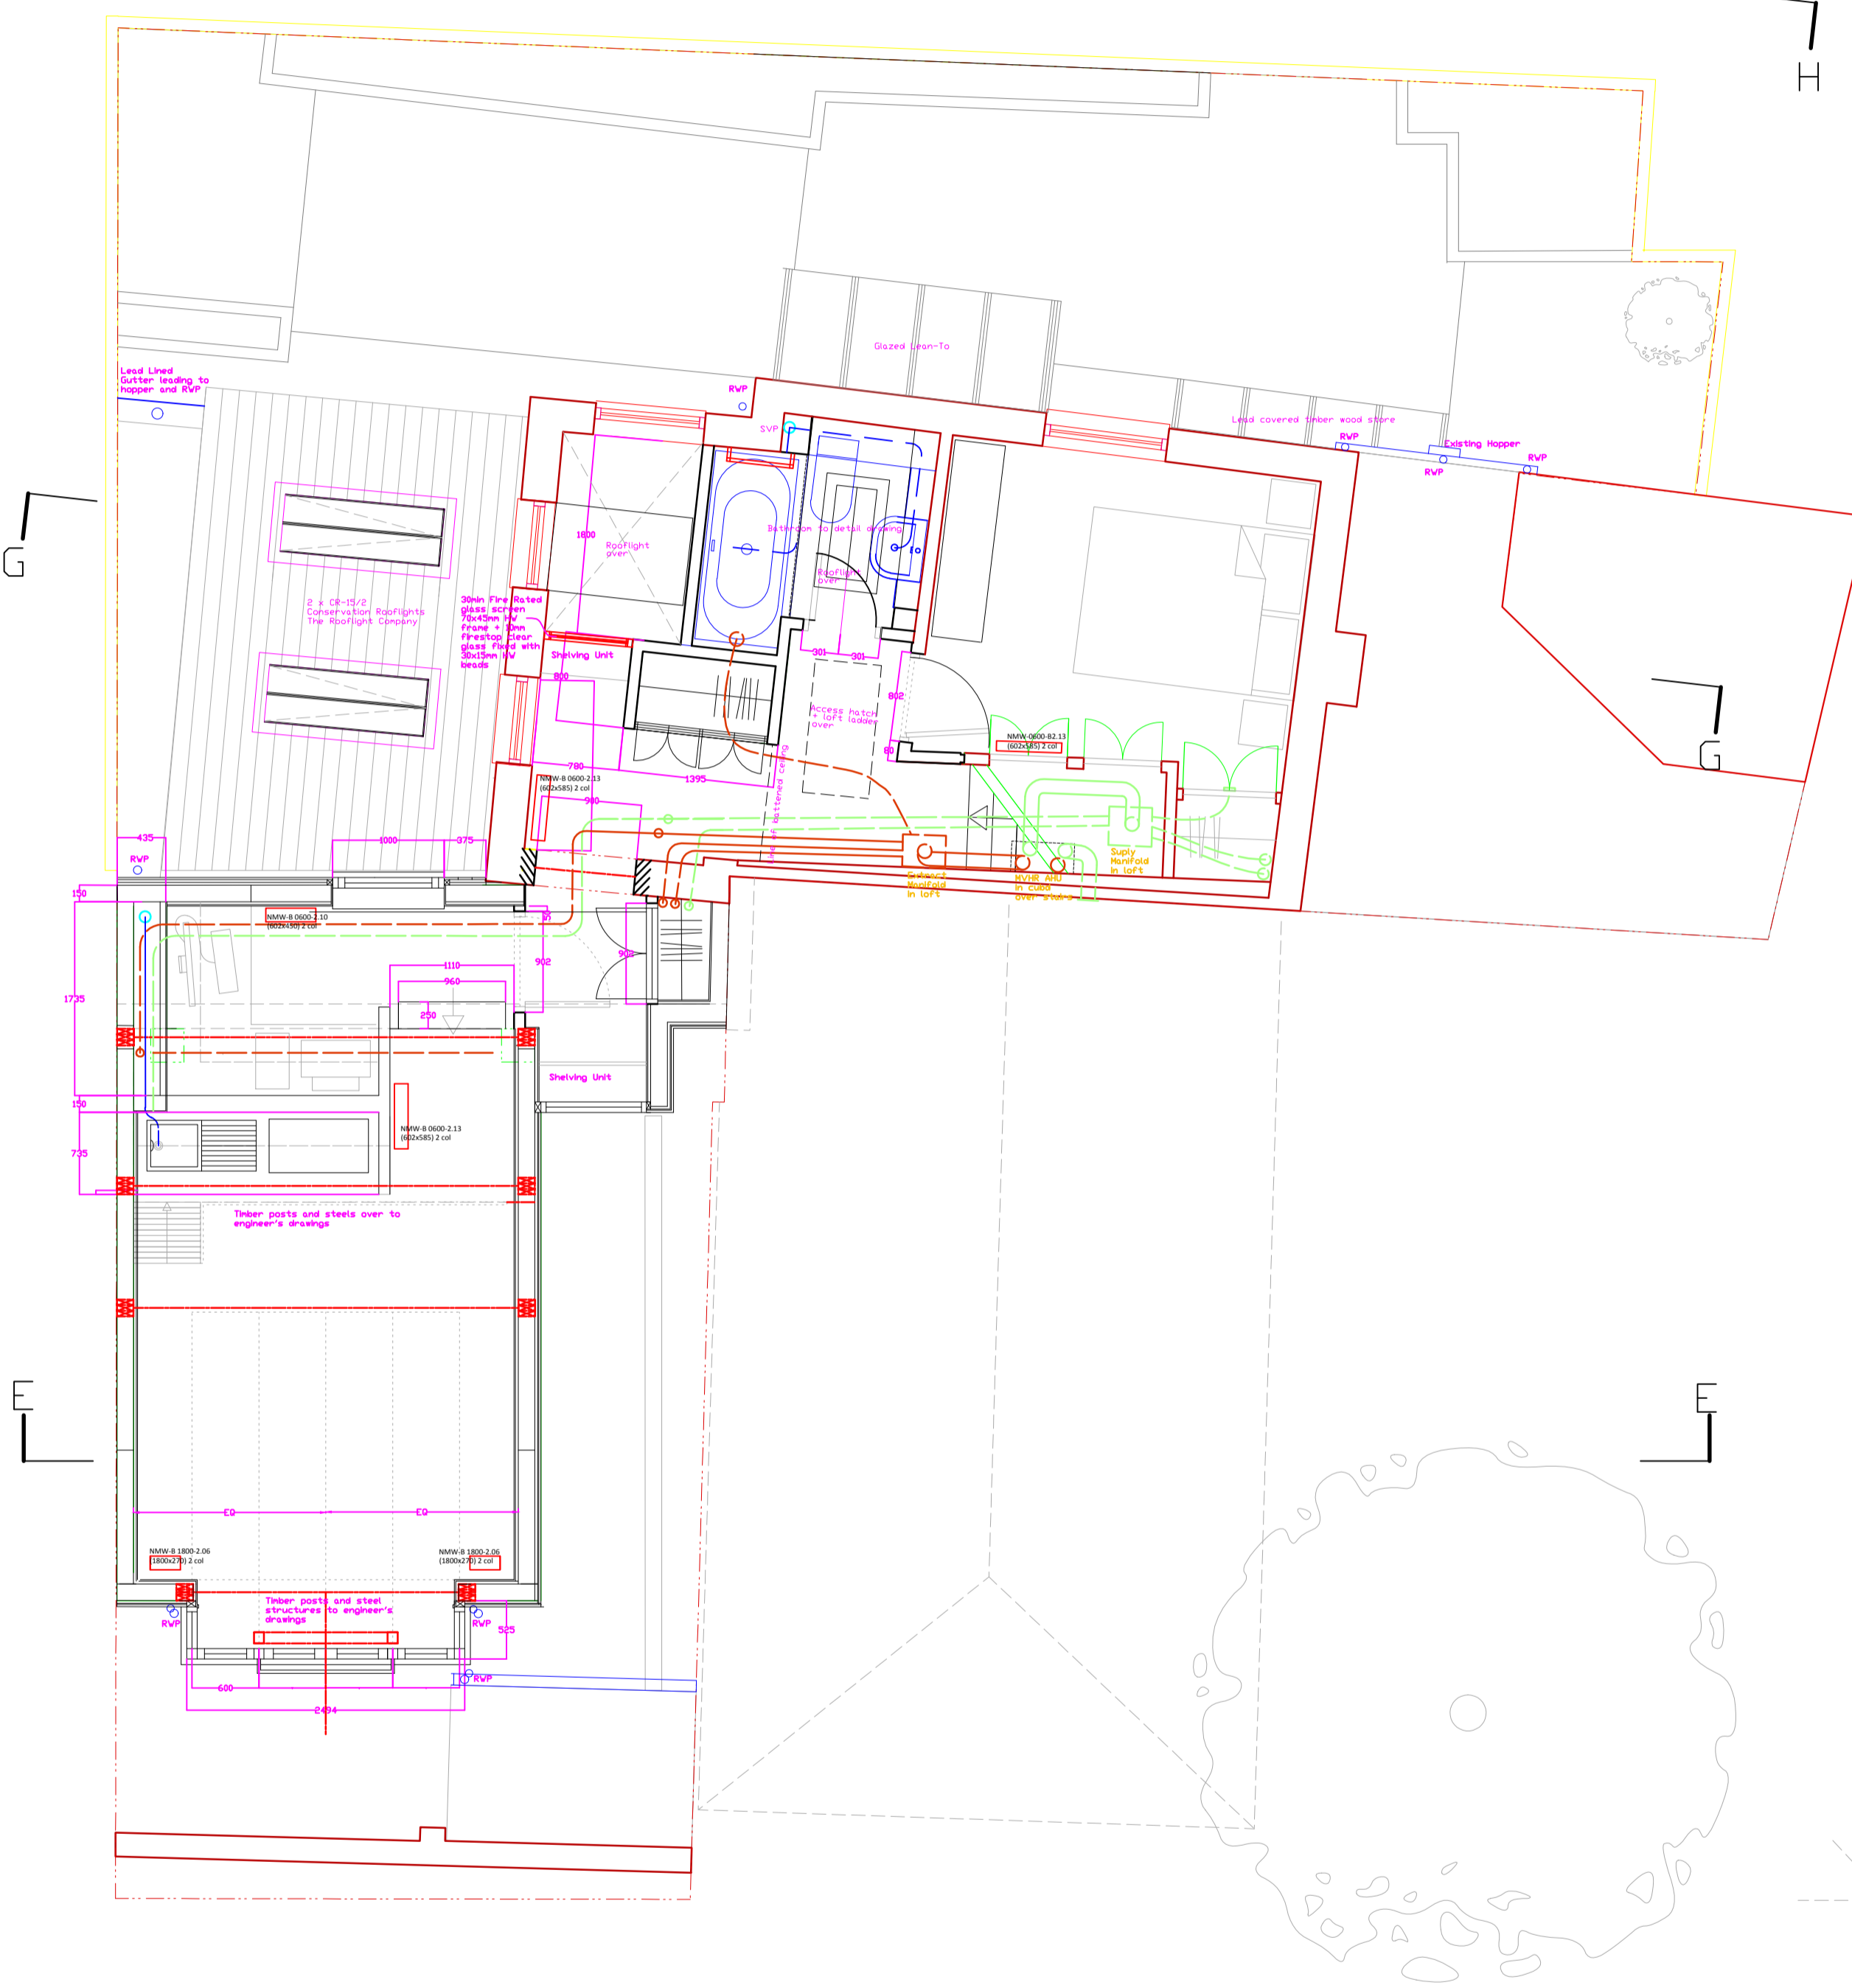 H
Glazed Lean-To
Lead Lined
Gutter leading to
hopper and RWP
RWP
SVP
Lead covered timber wood store
RWP
Existing Hopper
RWP
RWP
G
1800
Rooflight
over
Bathroom to detail drawing
Rooflight
over
2 x CR-15/2
Conservation Rooflights
The Rooflight Company
30min Fire Rated
glass screen
70x45mm HW
frame + 10mm
firestop clear
glass fixed with
30x15mm HW
beads
Shelving Unit
301
301
800
802
Access hatch
+ loft ladder
over
80
G
NMW-0600-B2.13
(602x585) 2 col
780
1395
NMW-B 0600-2.13
(602x585) 2 col
900
Line of battened ceiling
435
1000
375
RWP
150
Extract
Manifold
in loft
MVHR AHU
in cubd
over stairs
Suply
Manifold
in loft
NMW-B 0600-2.10
(602x450) 2 col
50
902
902
1110
960
250
1735
150
735
Shelving Unit
NMW-B 0600-2.13
(602x585) 2 col
Timber posts and steels over to
engineer's drawings
E
E
EQ
EQ
NMW-B 1800-2.06
(1800x270) 2 col
NMW-B 1800-2.06
(1800x270) 2 col
Timber posts and steel
structures to engineer's
drawings
RWP
RWP
525
RWP
600
2494